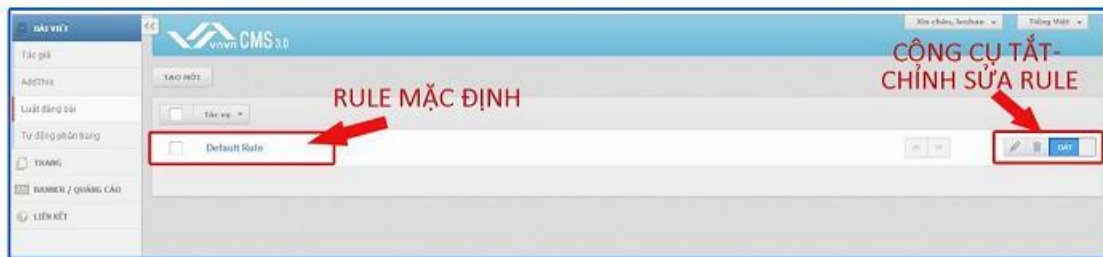 BÀI VIẾT
Tác giả
AddThis
Luật đăng bài
Tự động phân trang
TRANG
BANNER / QUẢNG CÁO
LIÊN KẾT
<<
vnvn CMS 3.0
Xin chào,
Tiếng Việt
TẠO MỚI
Tác vụ
RULE MẶC ĐỊNH
CÔNG CỤ TẮT-
CHỈNH SỬA RULE
Default Rule
BẬT